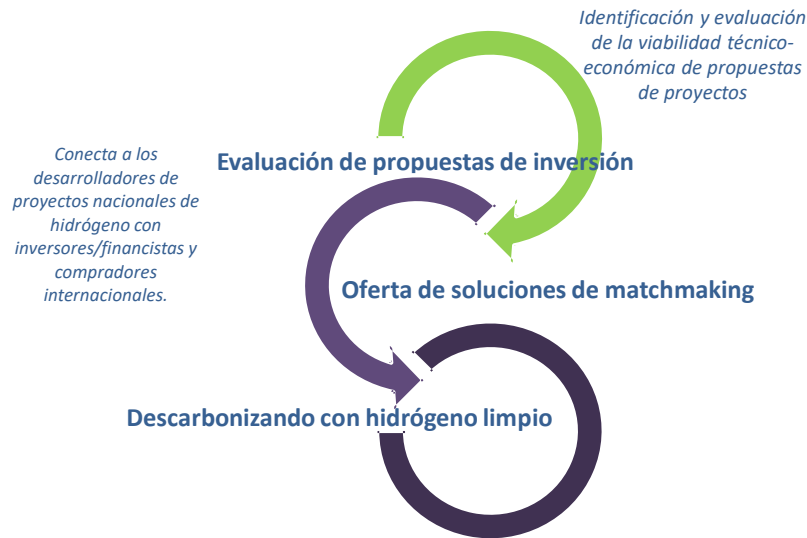 Identificación y evaluación
de la viabilidad técnico-
económica de propuestas
de proyectos
Evaluación de propuestas de inversión
Conecta a los
desarrolladores de
proyectos nacionales de
hidrógeno con
inversores/financistas y
compradores
internacionales.
Oferta de soluciones de matchmaking
Descarbonizando con hidrógeno limpio